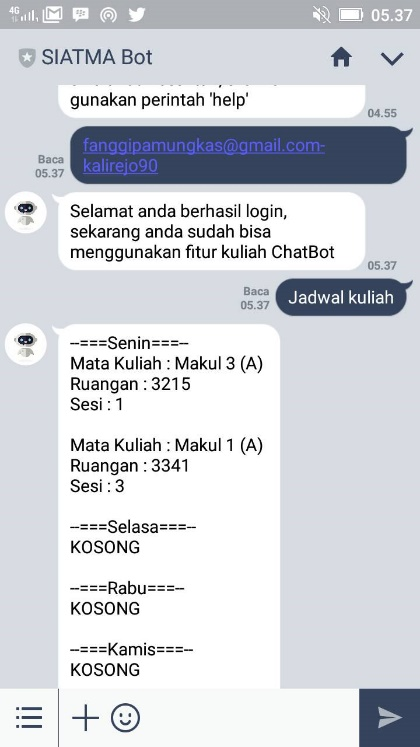 4G
05.37
SIATMA Bot
gunakan perintah 'help'
04.55
fanggipamungkas@gmail.com-
kalirejo90
Baca
05.37
Selamat anda berhasil login,
sekarang anda sudah bisa
menggunakan fitur kuliah ChatBot
05.37
Baca
05.37
Jadwal kuliah
--===Senin===--
Mata Kuliah : Makul 3 (A)
Ruangan : 3215
Sesi : 1
Mata Kuliah : Makul 1 (A)
Ruangan : 3341
Sesi : 3
--===Selasa===--
KOSONG
--===Rabu===--
KOSONG
--===Kamis===--
KOSONG